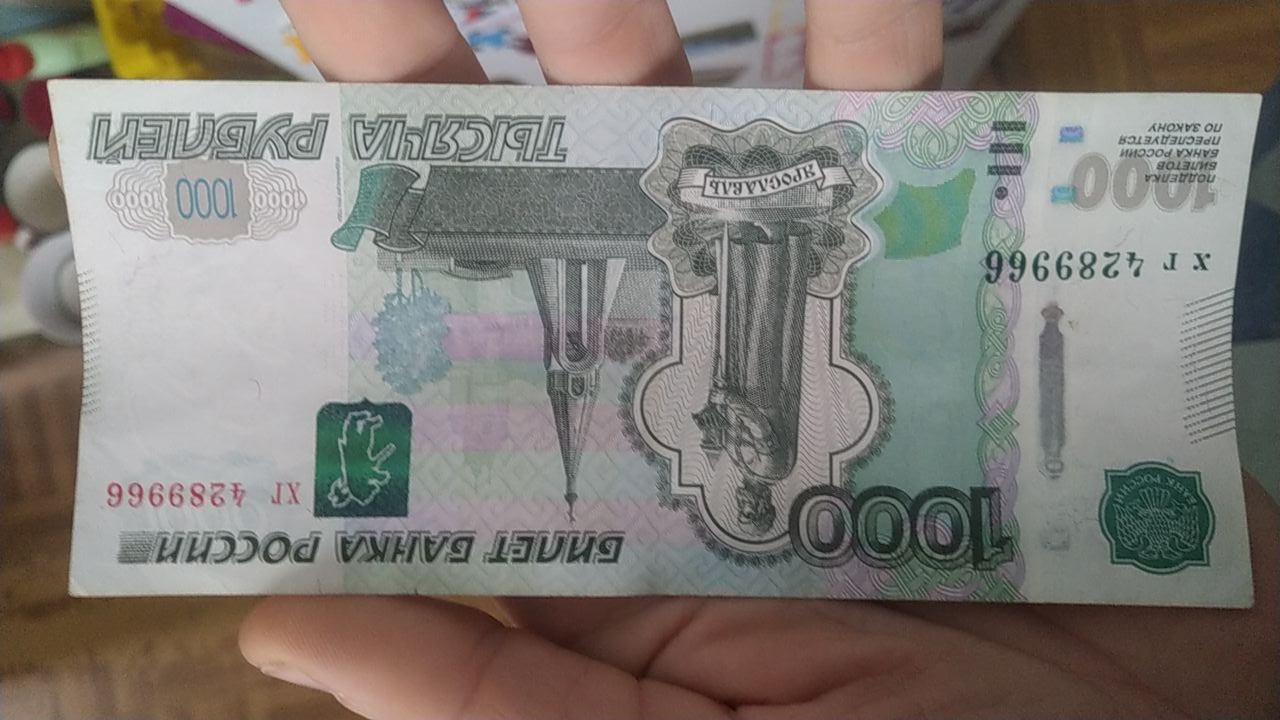 БАНК РОССИИ
1000
БИЛЕТ БАНКА РОССИИ
ХГ 4289966
хг 4289966
ЯРОСЛАВЛЬ
1000
ПОДДЕЛКА
БИЛЕТОВ
БАНКА РОССИИ
ПРЕСЛЕДУЕТСЯ
ПО ЗАКОНУ
1000 1000 1000
ТЫСЯЧА РУБЛЕЙ